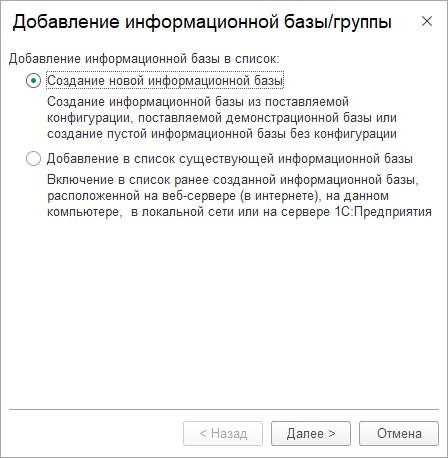 Добавление информационной базы/группы
Добавление информационной базы в список:
Создание новой информационной базы
Создание информационной базы из поставляемой
конфигурации, поставляемой демонстрационной базы или
создание пустой информационной базы без конфигурации
Добавление в список существующей информационной базы
Включение в список ранее созданной информационной базы,
расположенной на веб-сервере (в интернете), на данном
компьютере, в локальной сети или на сервере 1С:Предприятия
< Назад
Далее >
Отмена